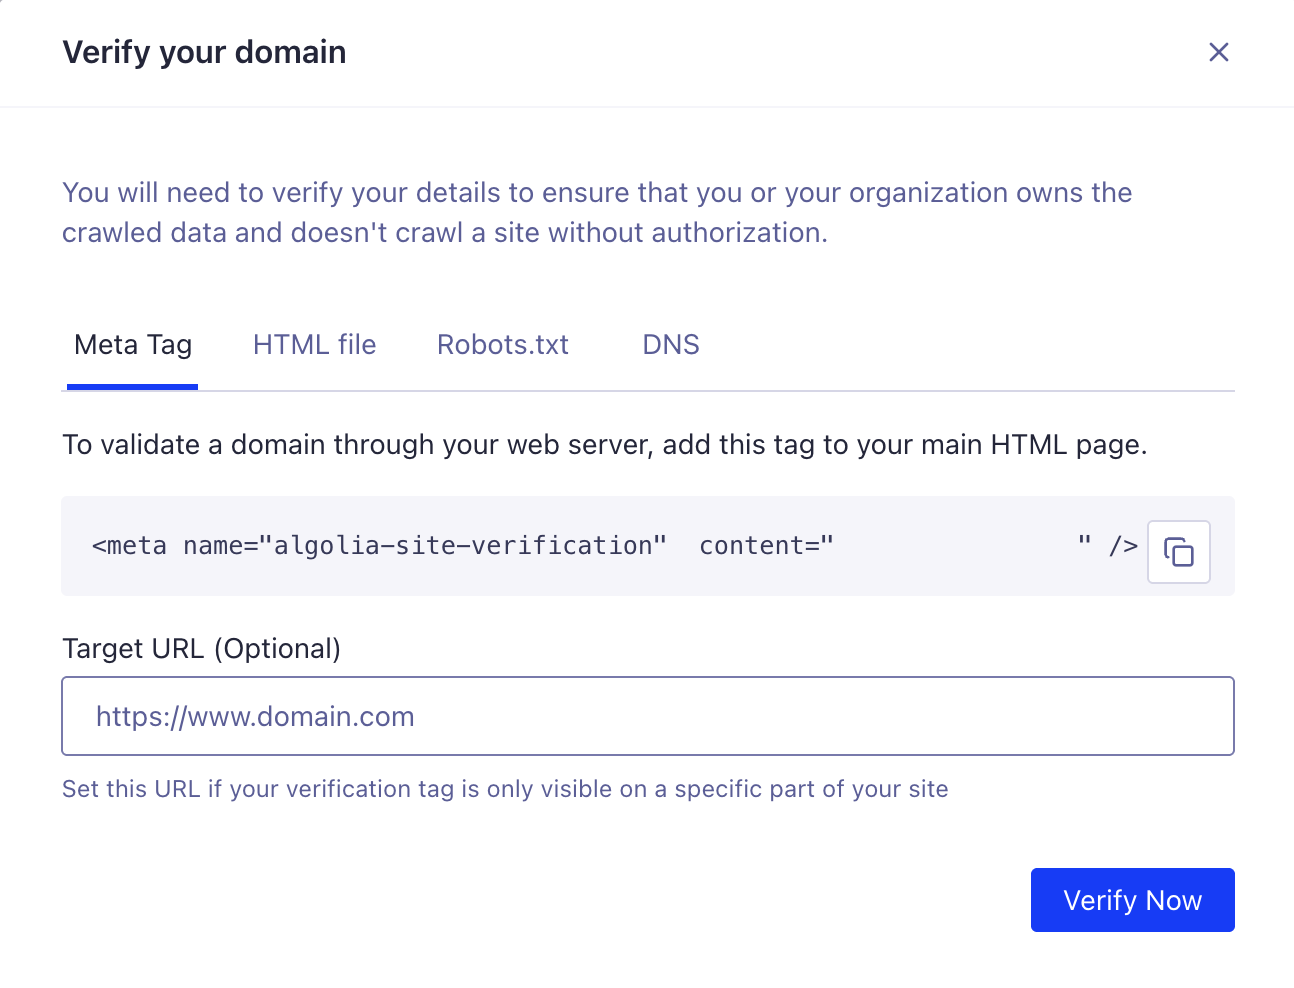 Verify your domain
You will need to verify your details to ensure that you or your organization owns the
crawled data and doesn't crawl a site without authorization.
Meta Tag HTML file Robots.txt DNS
To validate a domain through your web server, add this tag to your main HTML page.
<meta name="algolia-site-verification"  content="                " />
Target URL (Optional)
https://www.domain.com
Set this URL if your verification tag is only visible on a specific part of your site
Verify Now